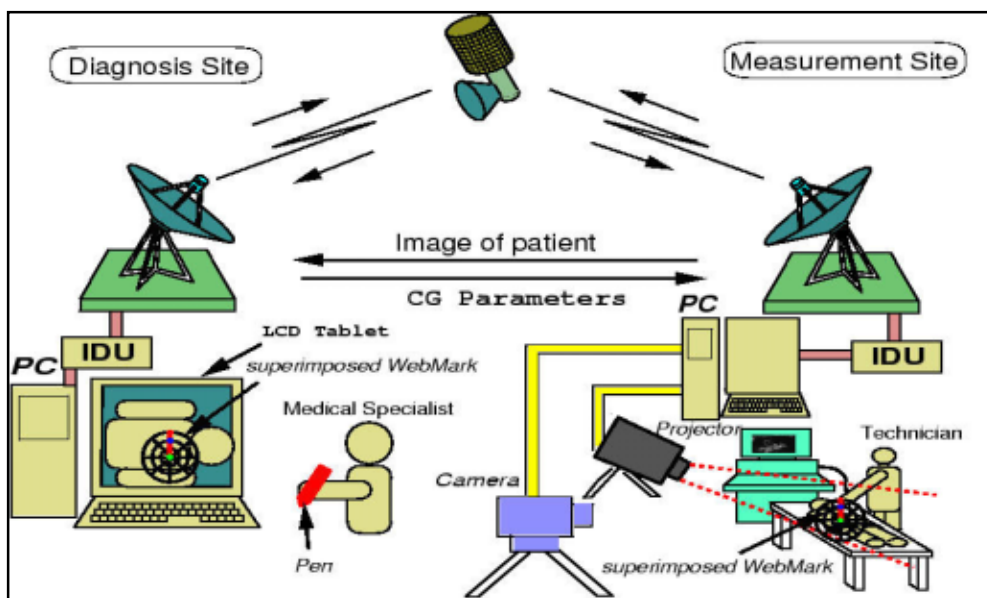 Diagnosis Site
Measurement Site
Image of patient
CG Parameters
PC
IDU
LCD Tablet
superimposed WebMark
Medical Specialist
Pen
PC
IDU
Projector
Technician
Camera
superimposed WebMark